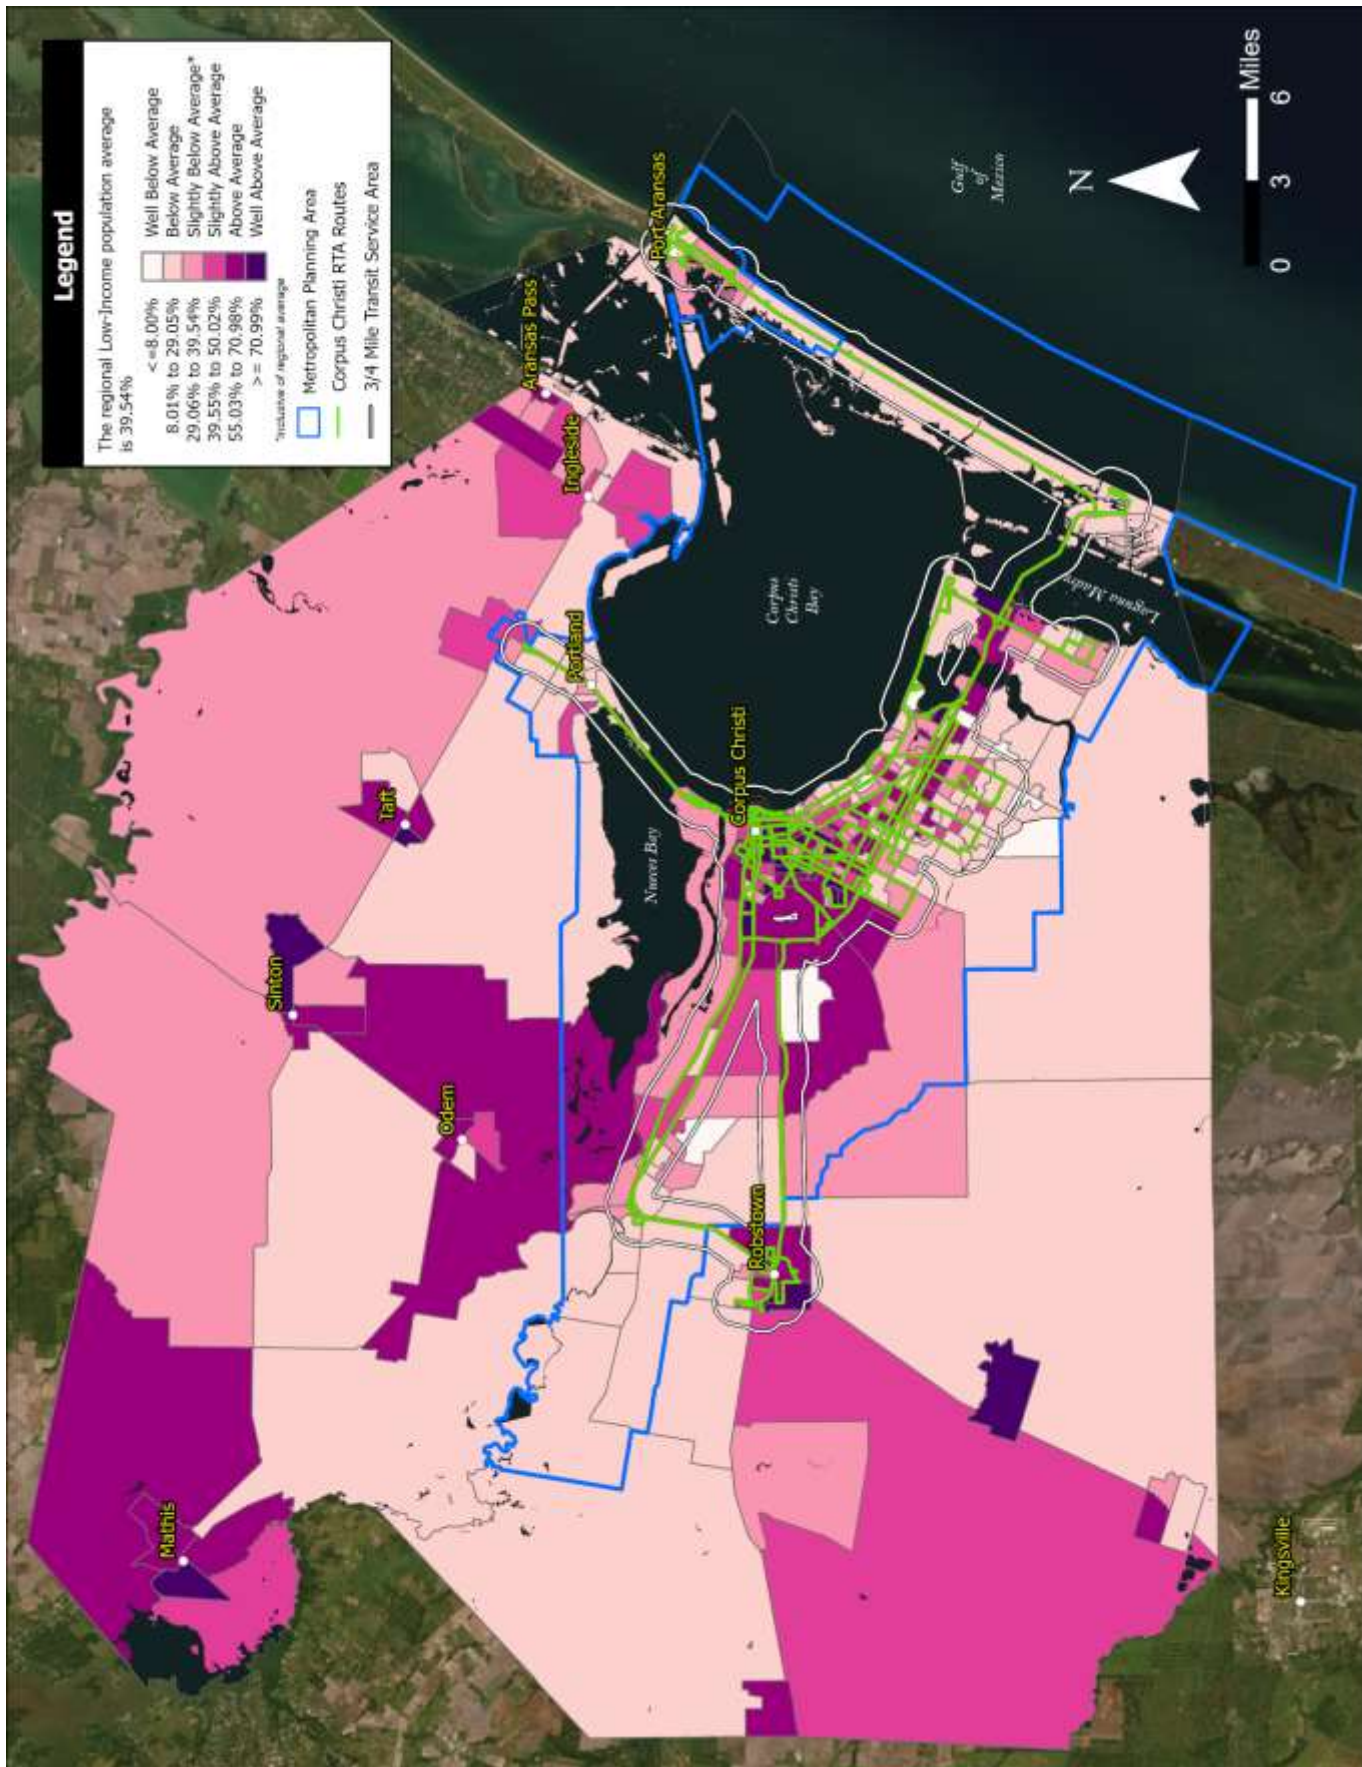 Legend
The regional Low-Income population average
is 39.54%
<=8.00% Well Below Average
8.01% to 29.05% Below Average
29.06% to 39.54% Slightly Below Average*
39.55% to 50.02% Slightly Above Average
55.03% to 70.98% Above Average
>= 70.99% Well Above Average
*inclusive of regional average
Metropolitan Planning Area
Corpus Christi RTA Routes
3/4 Mile Transit Service Area
Mathis
Sinton
Taft
Odem
Portland
Ingleside
Aransas Pass
Port Aransas
Nueces Bay
Corpus Christi
Corpus
Christi
Bay
Robstown
Laguna Madre
Gulf
of
Mexico
N
0 3 6 Miles
Kingsville